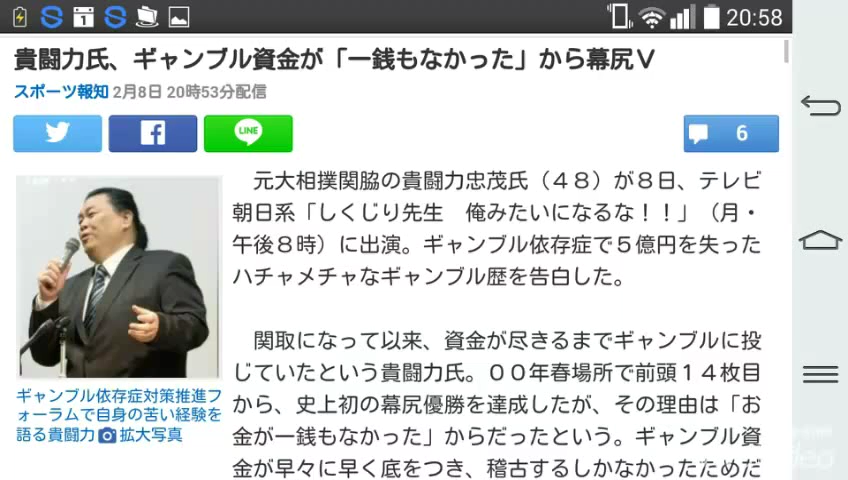 20:58
貴闘力氏、ギャンブル資金が「一銭もなかった」から幕尻V
スポーツ報知 2月8日 20時53分配信
LINE
6
元大相撲関脇の貴闘力忠茂氏（４８）が８日、テレビ
朝日系「しくじり先生　俺みたいになるな！！」（月・
午後８時）に出演。ギャンブル依存症で５億円を失った
ハチャメチャなギャンブル歴を告白した。
関取になって以来、資金が尽きるまでギャンブルに投
じていたという貴闘力氏。００年春場所で前頭１４枚目
から、史上初の幕尻優勝を達成したが、その理由は「お
金が一銭もなかった」からだったという。ギャンブル資
金が早々に早く底をつき、稽古するしかなかったためだ
ギャンブル依存症対策推進フ
ォーラムで自身の苦い経験を
語る貴闘力 拡大写真